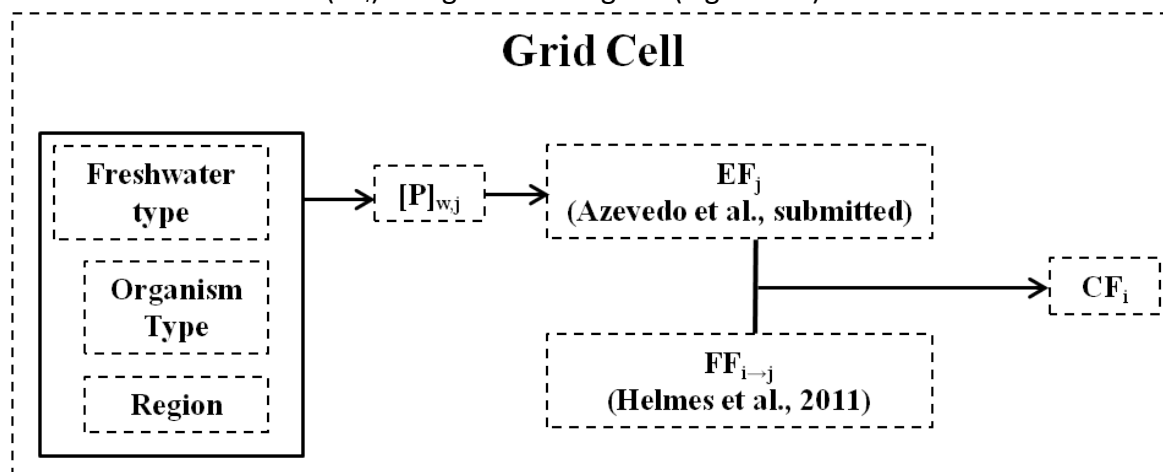 Grid Cell
Freshwater
type
Organism
Type
Region
[P]w,j
EFj
(Azevedo et al., submitted)
FFi→j
(Helmes et al., 2011)
CFi